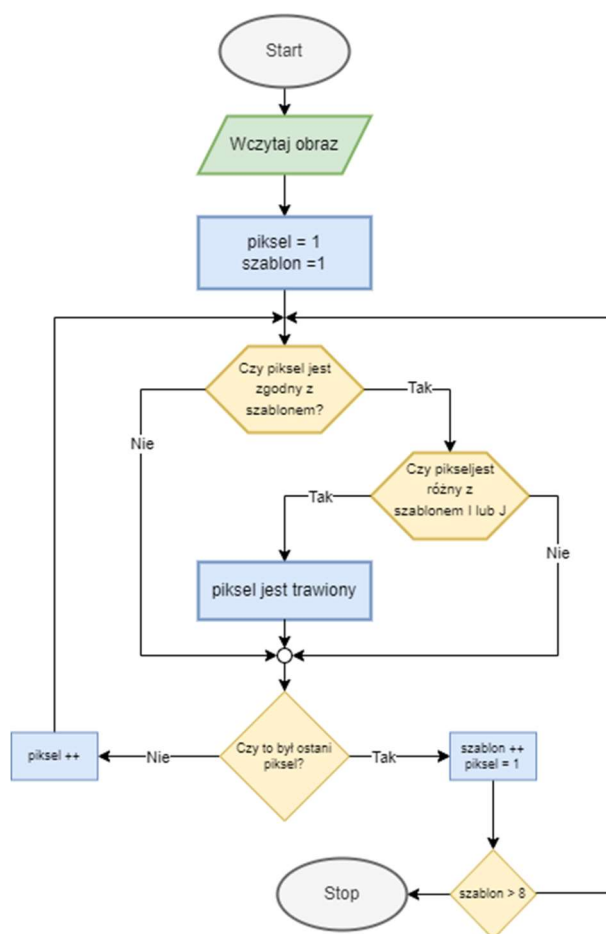 Start
Wczytaj obraz
piksel = 1
szablon =1
Czy piksel jest
zgodny z
szablonem?
Tak
Nie
Czy pikseljest
różny z
szablonem I lub J
Tak
Nie
piksel jest trawiony
Czy to był ostani
piksel?
Nie
Tak
piksel ++
szablon ++
piksel = 1
szablon > 8
Stop